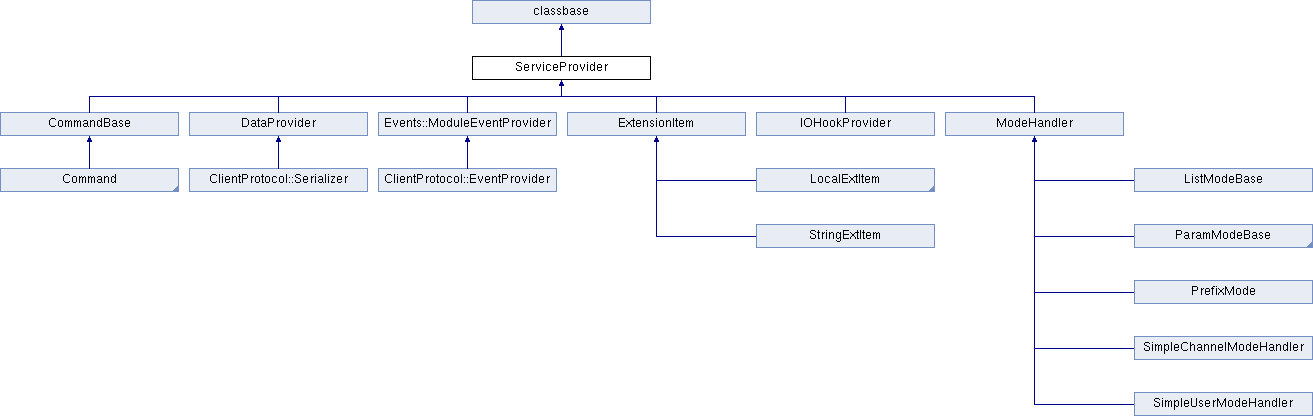 classbase
ServiceProvider
CommandBase
DataProvider
Events::ModuleEventProvider
ExtensionItem
IOHookProvider
ModeHandler
Command
ClientProtocol::Serializer
ClientProtocol::EventProvider
LocalExtItem
ListModeBase
StringExtItem
ParamModeBase
PrefixMode
SimpleChannelModeHandler
SimpleUserModeHandler